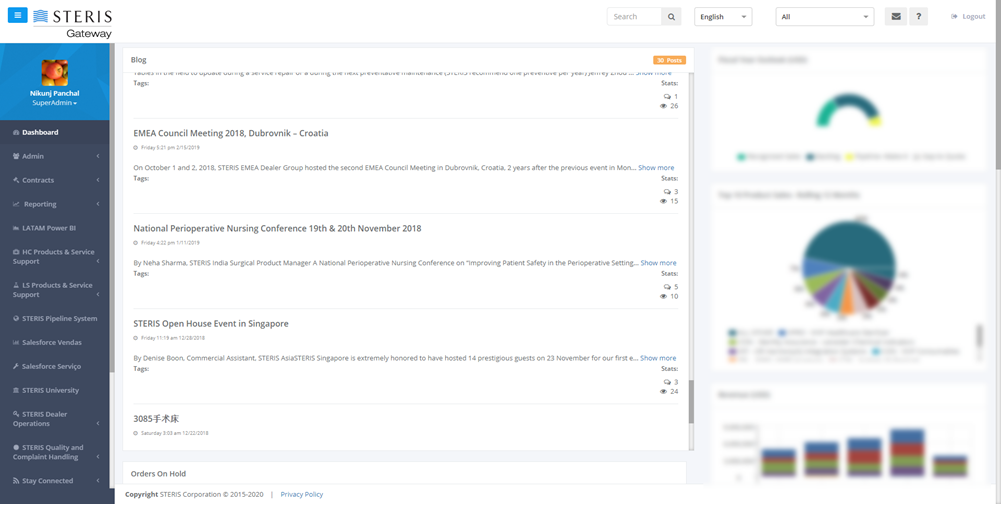 STERIS
Gateway
Search
English
All
?
Logout
Nikunj Panchal
SuperAdmin
Dashboard
Admin
Contracts
Reporting
LATAM Power BI
HC Products & Service
Support
LS Products & Service
Support
STERIS Pipeline System
Salesforce Vendas
Salesforce Serviço
STERIS University
STERIS Dealer
Operations
STERIS Quality and
Complaint Handling
Stay Connected
Blog
30 Posts
Tags:
Stats:
1
26
EMEA Council Meeting 2018, Dubrovnik – Croatia
Friday 5:21 pm 2/15/2019
On October 1 and 2, 2018, STERIS EMEA Dealer Group hosted the second EMEA Council Meeting in Dubrovnik, Croatia, 2 years after the previous event in Mon... Show more
Tags:
Stats:
3
15
National Perioperative Nursing Conference 19th & 20th November 2018
Friday 4:22 pm 1/11/2019
By Neha Sharma, STERIS India Surgical Product Manager A National Perioperative Nursing Conference on "Improving Patient Safety in the Perioperative Setting... Show more
Tags:
Stats:
5
10
STERIS Open House Event in Singapore
Friday 11:19 am 12/28/2018
By Denise Boon, Commercial Assistant, STERIS AsiaSTERIS Singapore is extremely honored to have hosted 14 prestigious guests on 23 November for our first e... Show more
Tags:
Stats:
3
24
3085手术床
Saturday 3:03 am 12/22/2018
Orders On Hold
Copyright STERIS Corporation © 2015-2020 | Privacy Policy